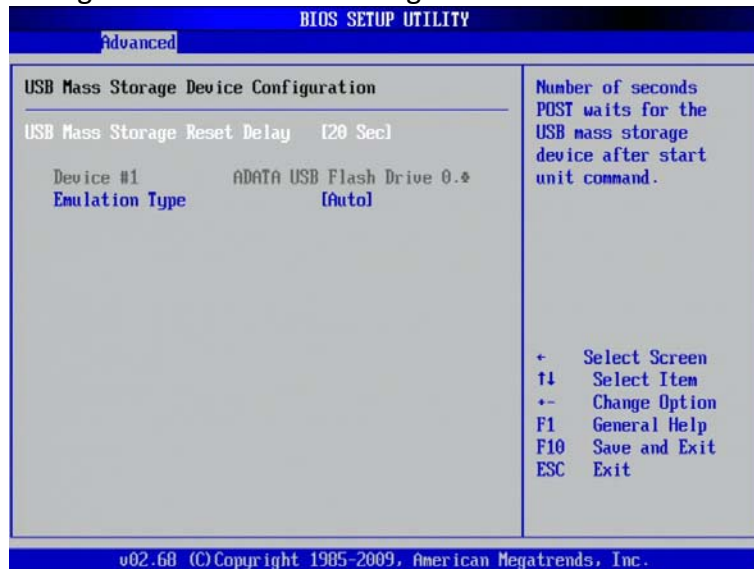 BIOS SETUP UTILITY
Advanced
USB Mass Storage Device Configuration
USB Mass Storage Reset Delay [20 Sec]
Device #1 ADATA USB Flash Drive 0.*
Emulation Type [Auto]
Number of seconds
POST waits for the
USB mass storage
device after start
unit command.
← Select Screen
↑↓ Select Item
+- Change Option
F1 General Help
F10 Save and Exit
ESC Exit
v02.68 (C)Copyright 1985-2009, American Megatrends, Inc.